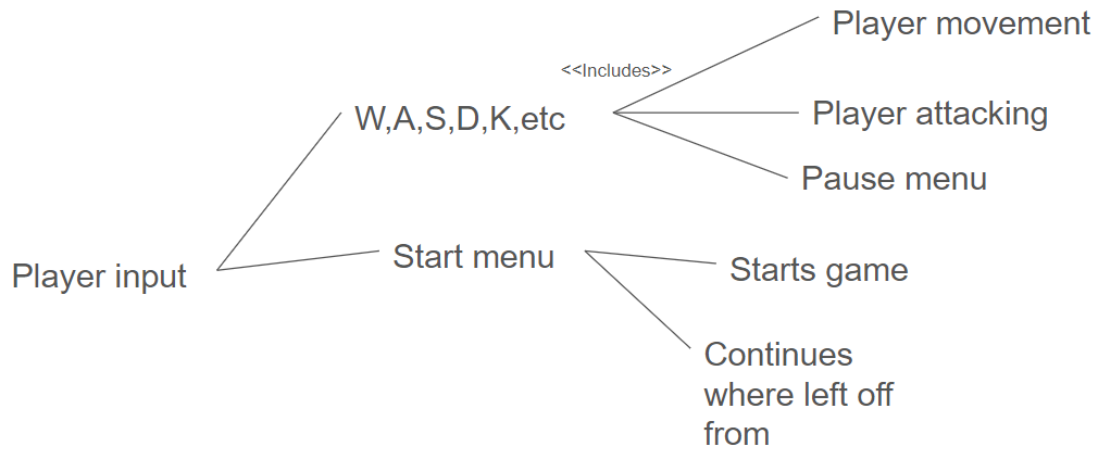 Player movement
<<Includes>>
W,A,S,D,K,etc
Player attacking
Pause menu
Player input
Start menu
Starts game
Continues
where left off
from